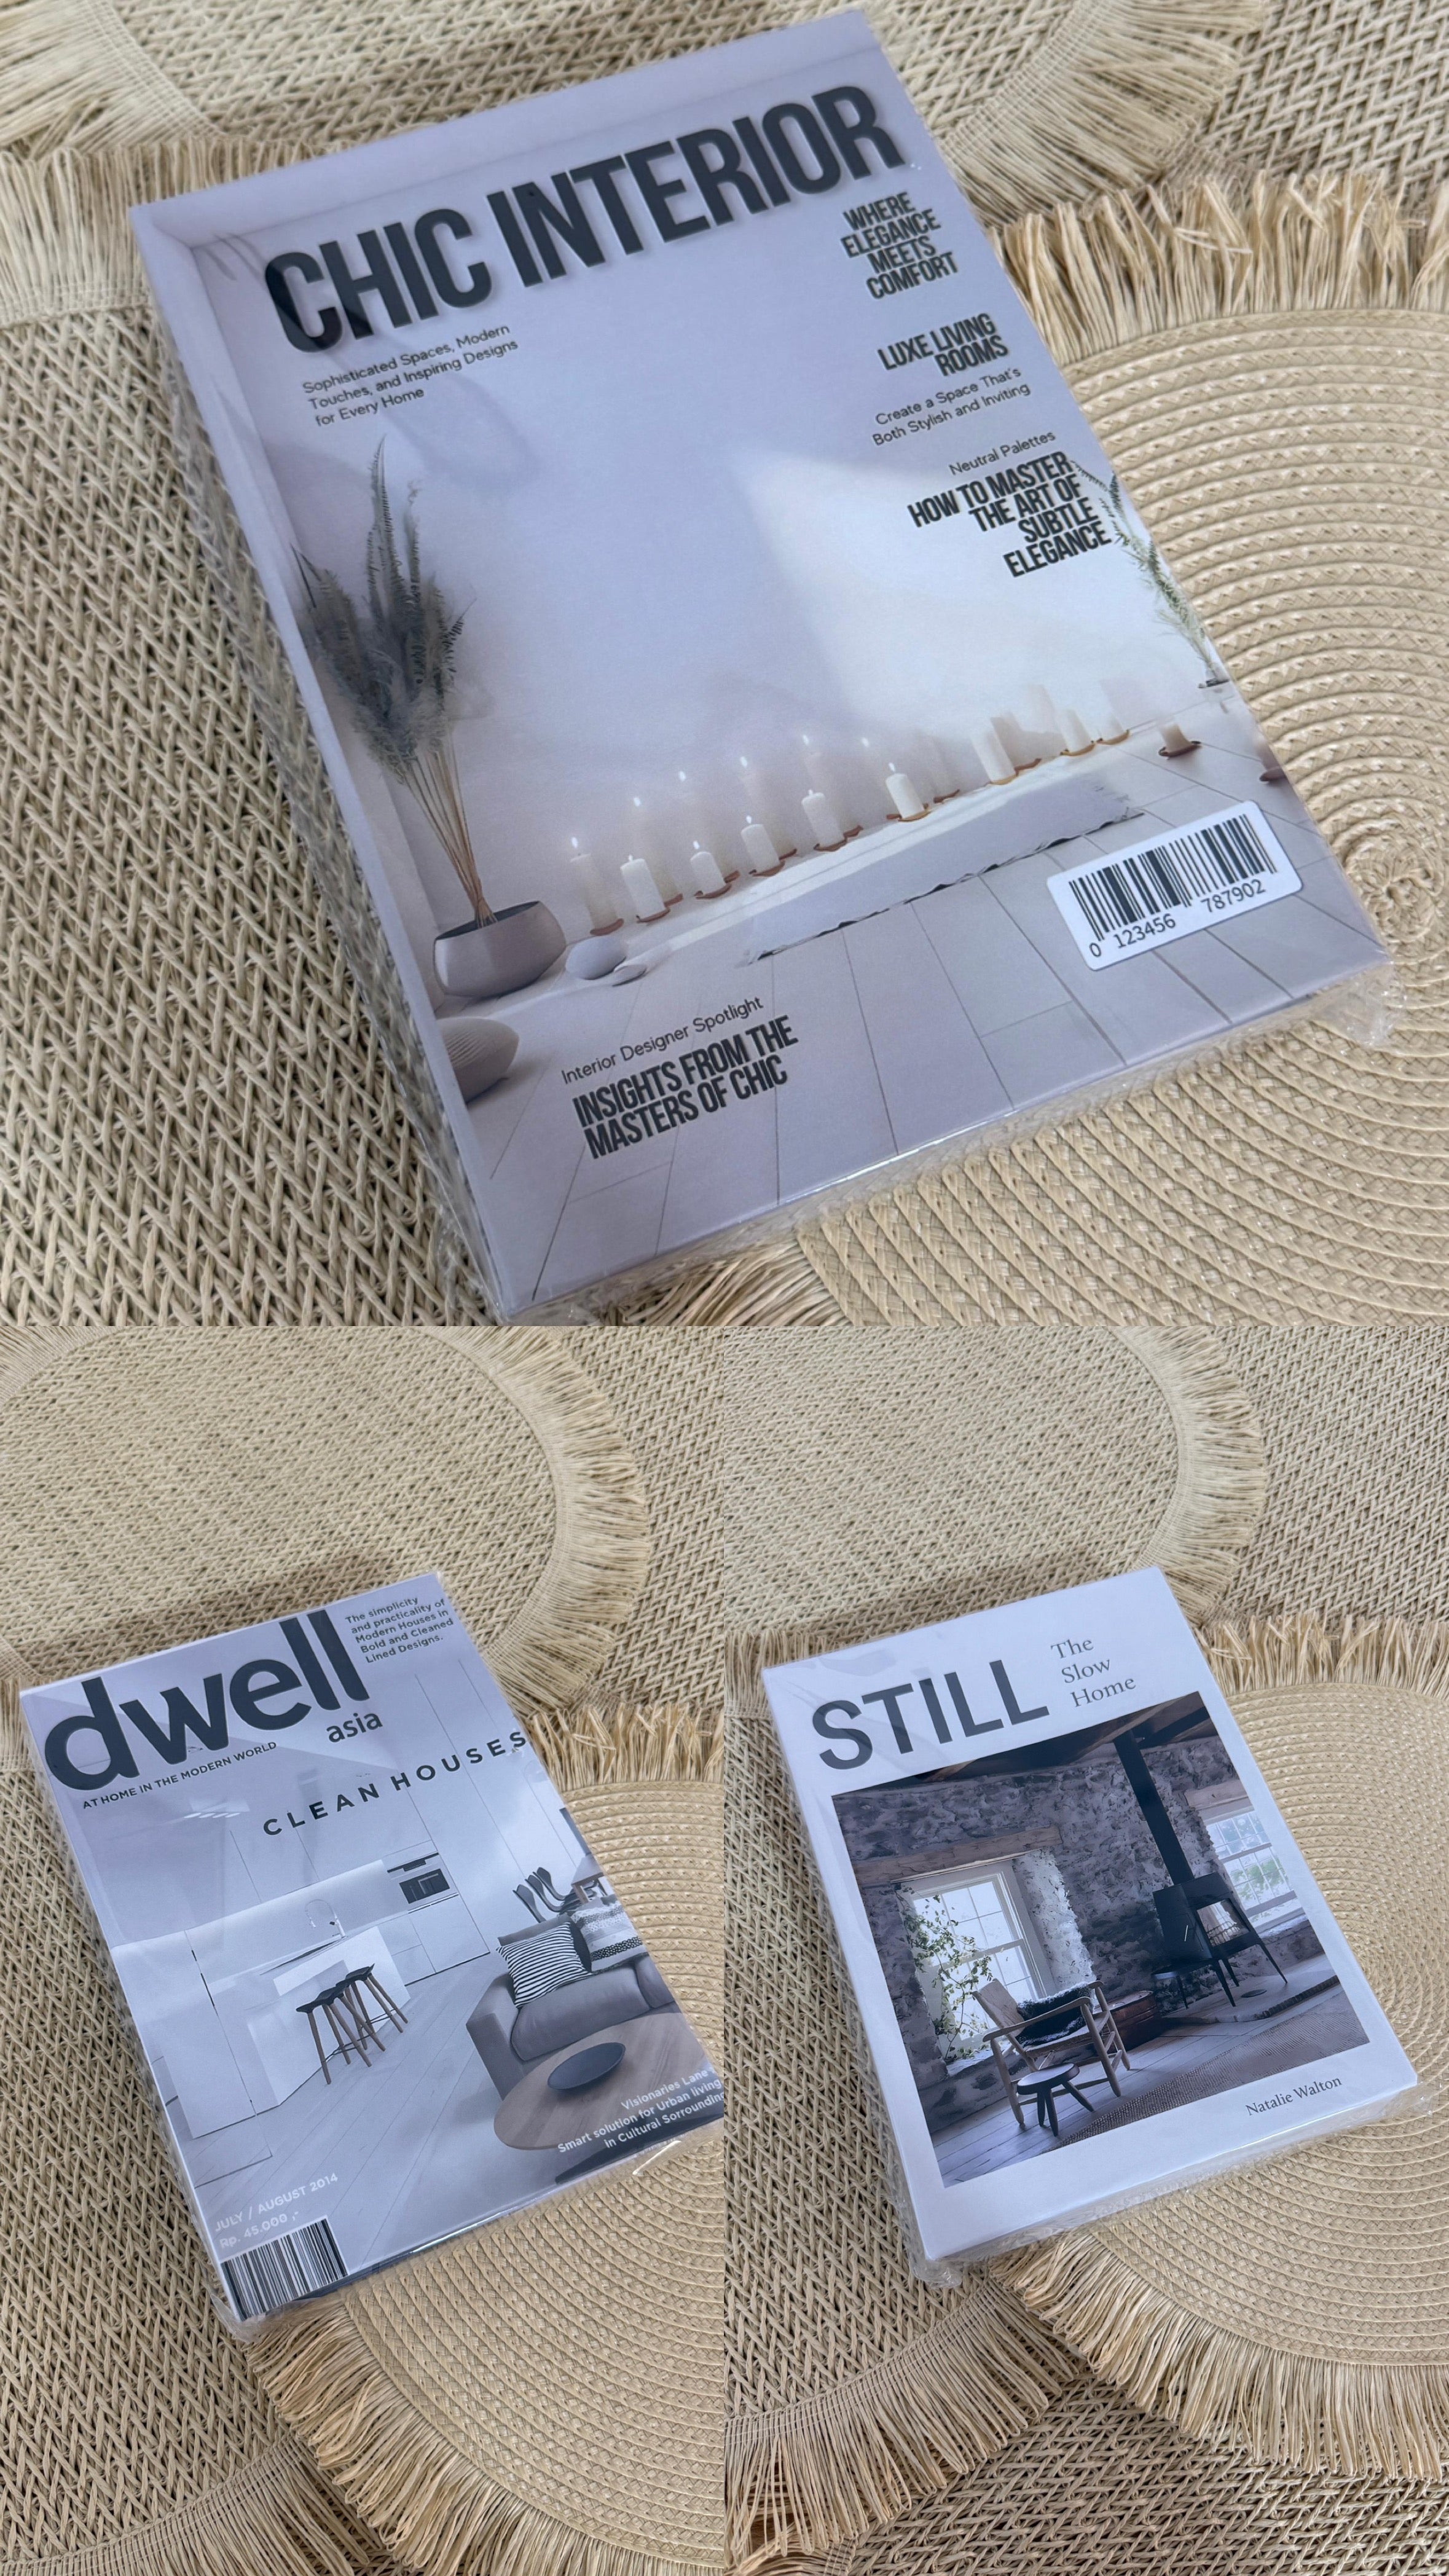 CHIC INTERIOR
Sophisticated Spaces, Modern
Touches, and Inspiring Designs
for Every Home
WHERE
ELEGANCE
MEETS
COMFORT
LUXE LIVING
ROOMS
Create a Space That's
Both Stylish and Inviting
Neutral Palettes
HOW TO MASTER
THE ART OF
SUBTLE
ELEGANCE
0 123456 787902
Interior Designer Spotlight
INSIGHTS FROM THE
MASTERS OF CHIC
dwell
asia
AT HOME IN THE MODERN WORLD
The simplicity
and practicality of
Modern Houses in
Bold and Cleaned
Lined Designs.
CLEAN HOUSES
Visionaries Lane
Smart solution for Urban living
in Cultural Sorrounding
JULY / AUGUST 2014
Rp. 45.000 ,-
STILL
The
Slow
Home
Natalie Walton